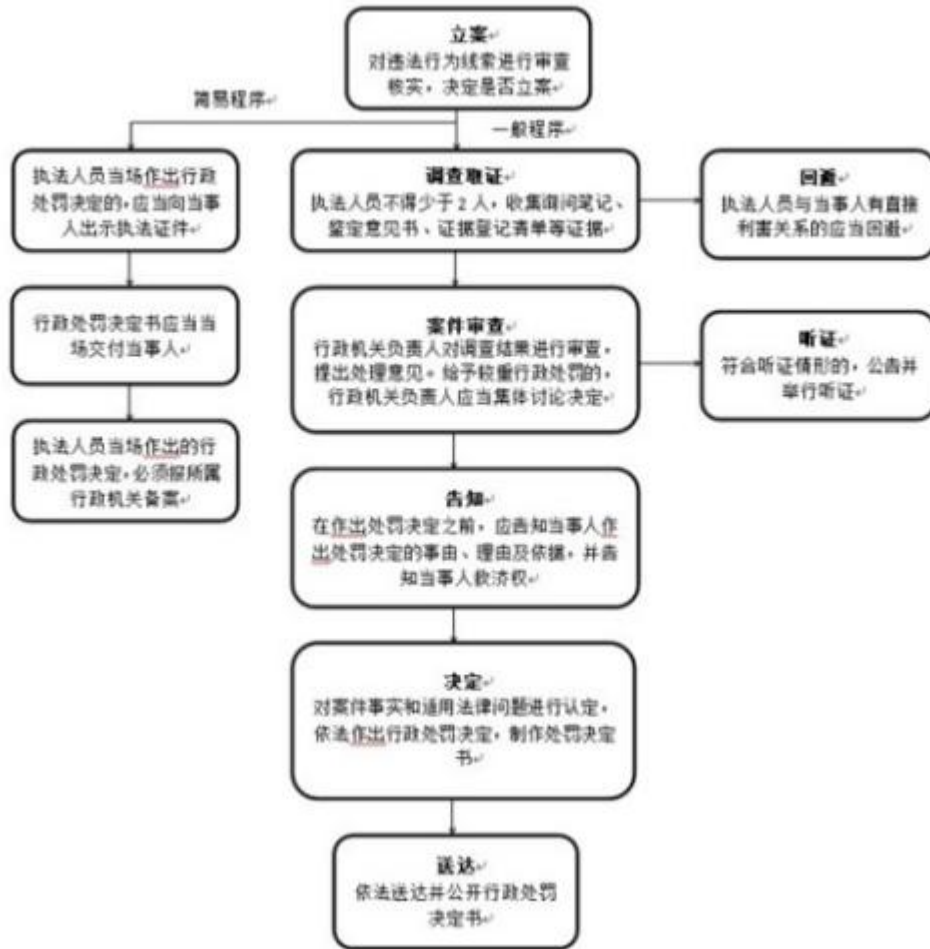 立案
对违法行为线索进行审查
核实，决定是否立案
简易程序
一般程序
执法人员当场作出行政
处罚决定的，应当向当事
人出示执法证件
调查取证
执法人员不得少于2人，收集询问笔记、
鉴定意见书、证据登记清单等证据
回避
执法人员与当事人有直接
利害关系的应当回避
行政处罚决定书应当当
场交付当事人
案件审查
行政机关负责人对调查结果进行审查，
提出处理意见。给予较重行政处罚的，
行政机关负责人应当集体讨论决定
听证
符合听证情形的，公告并
举行听证
执法人员当场作出的行
政处罚决定，必须报所属
行政机关备案
告知
在作出处罚决定之前，应告知当事人作
出处罚决定的事由、理由及依据，并告
知当事人救济权
决定
对案件事实和适用法律问题进行认定，
依法作出行政处罚决定，制作处罚决定
书
送达
依法送达并公开行政处罚
决定书